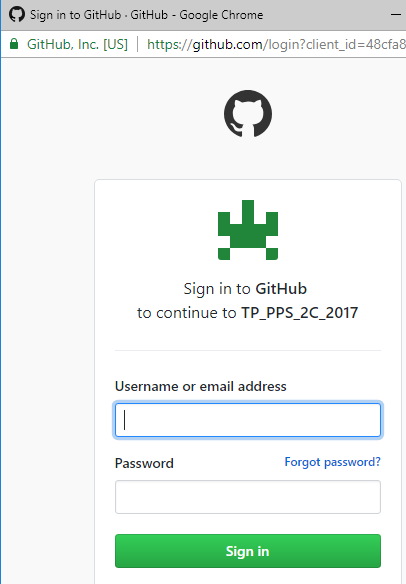 Sign in to GitHub · GitHub - Google Chrome
GitHub, Inc. [US] | https://github.com/login?client_id=48cfa8
Sign in to GitHub
to continue to TP_PPS_2C_2017
Username or email address
Password Forgot password?
Sign in